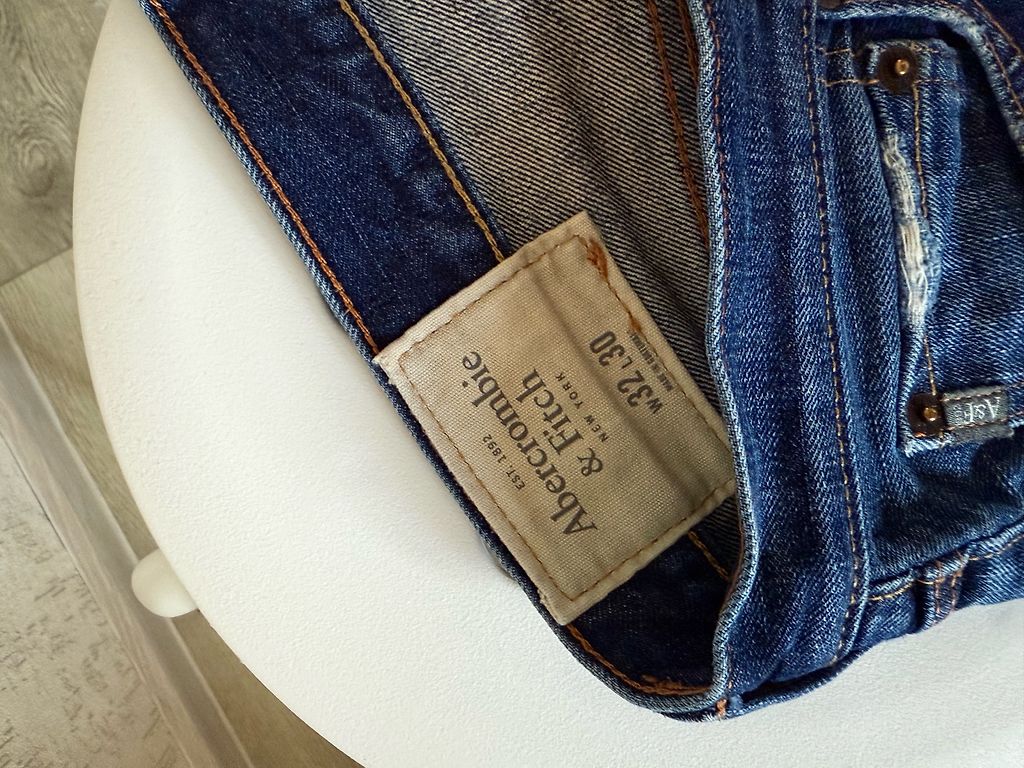 EST. 1892
Abercrombie
& Fitch
NEW YORK
W32 L30
A&F